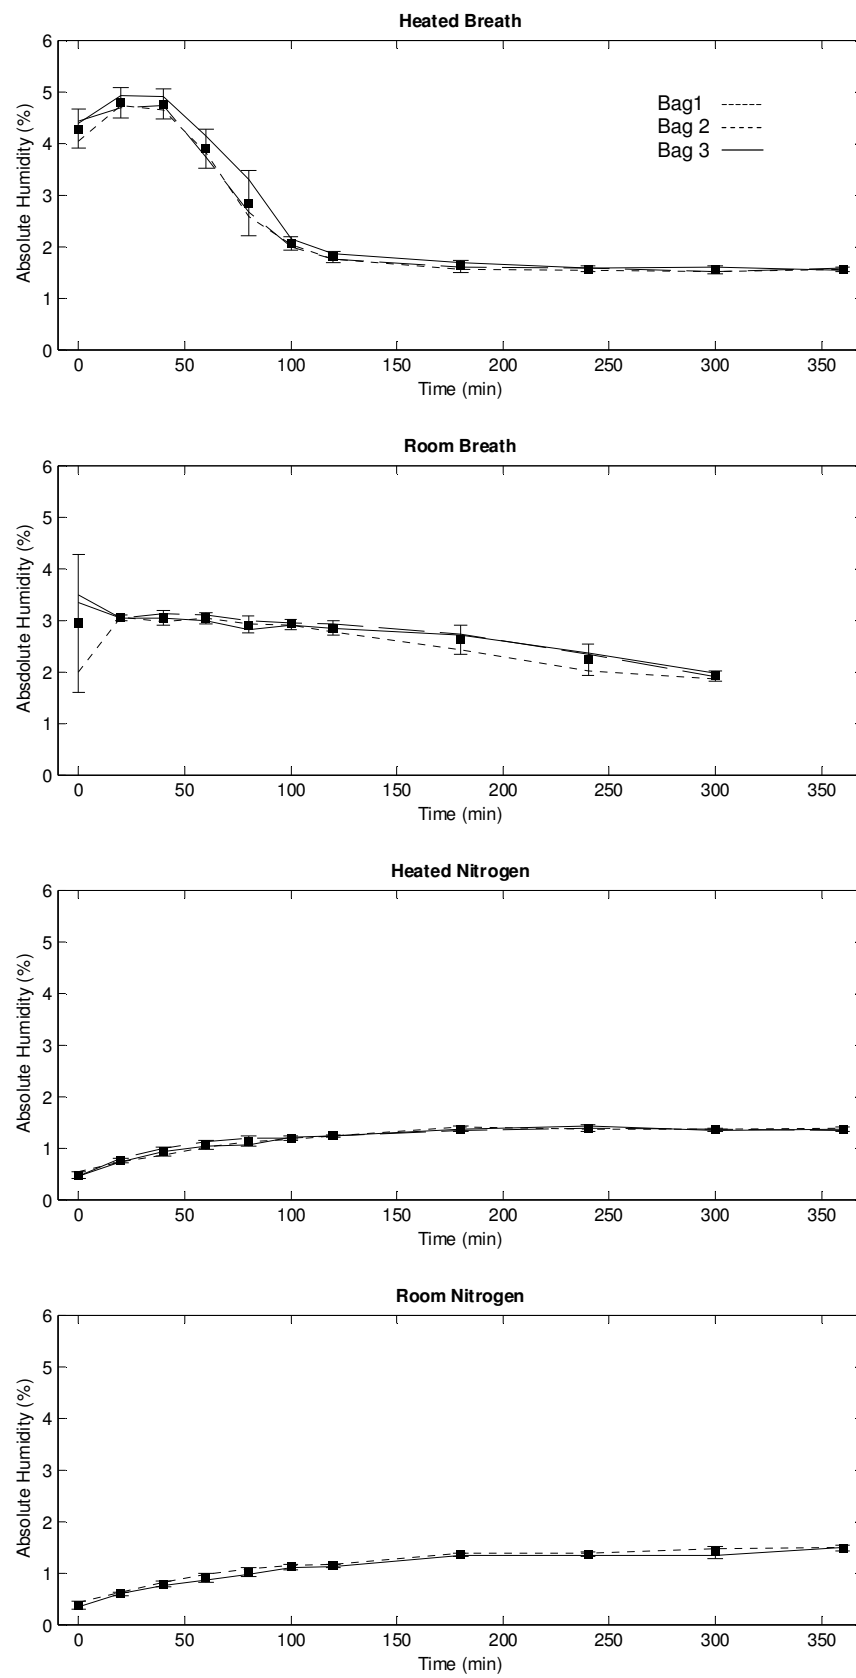 Heated Breath
6
5
4
3
2
1
0
Absolute Humidity (%)
Bag1
Bag 2
Bag 3
0 50 100 150 200 250 300 350
Time (min)
Room Breath
6
5
4
3
2
1
0
Absdolute Humidity (%)
0 50 100 150 200 250 300 350
Time (min)
Heated Nitrogen
6
5
4
3
2
1
0
Absolute Humidity (%)
0 50 100 150 200 250 300 350
Time (min)
Room Nitrogen
6
5
4
3
2
1
0
Absolute Humidity (%)
0 50 100 150 200 250 300 350
Time (min)